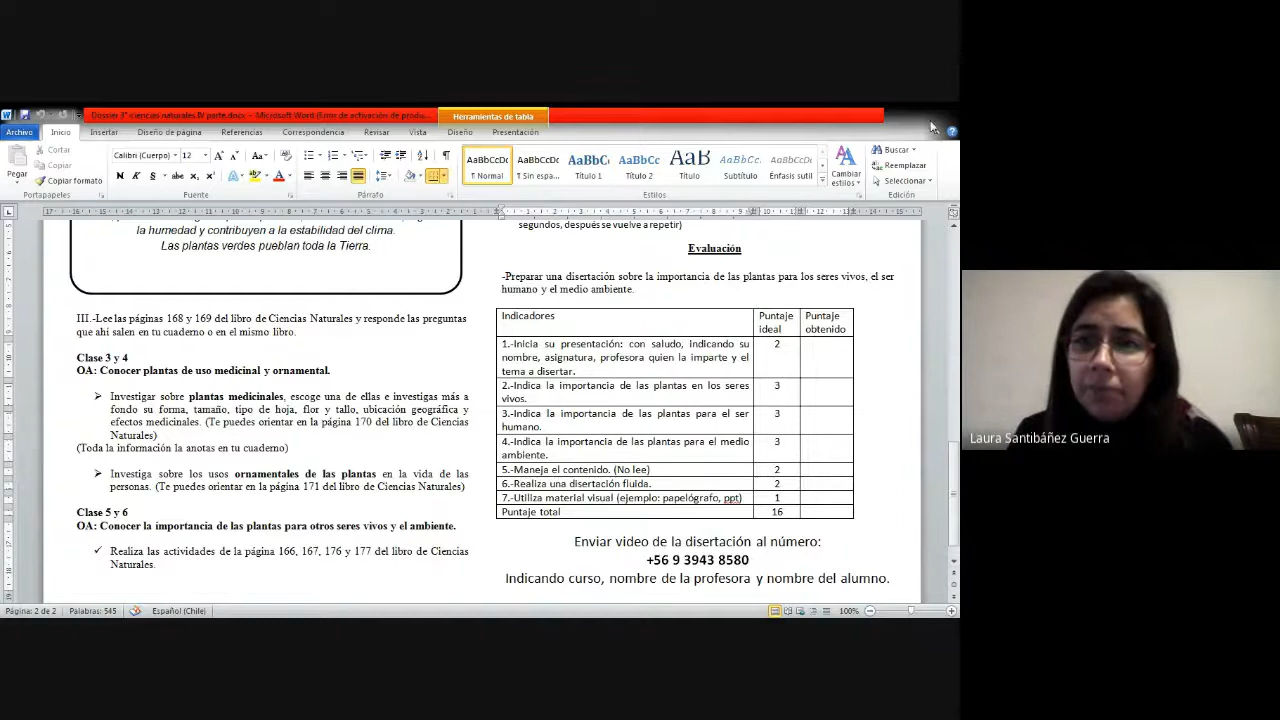 Dossier 3° ciencias naturales IV parte.docx - Microsoft Word (Error de activación de produ...
Herramientas de tabla
Archivo Inicio Insertar Diseño de página Referencias Correspondencia Revisar Vista Diseño Presentación
Pegar
Cortar
Copiar
Copiar formato
Portapapeles
Calibri (Cuerpo) 12
Fuente
Párrafo
AaBbCcDc AaBbCcDc AaBbC AaBbCc AaB AaBbCc. AaBbCcDc
¶ Normal ¶ Sin espa... Título 1 Título 2 Título Subtítulo Énfasis sutil
Estilos
Cambiar
estilos
Buscar
Reemplazar
Seleccionar
Edición
la humedad y contribuyen a la estabilidad del clima.
Las plantas verdes pueblan toda la Tierra.
III.-Lee las páginas 168 y 169 del libro de Ciencias Naturales y responde las preguntas
que ahí salen en tu cuaderno o en el mismo libro.
Clase 3 y 4
OA: Conocer plantas de uso medicinal y ornamental.
➢ Investigar sobre plantas medicinales, escoge una de ellas e investigas más a
fondo su forma, tamaño, tipo de hoja, flor y tallo, ubicación geográfica y
efectos medicinales. (Te puedes orientar en la página 170 del libro de Ciencias
Naturales)
(Toda la información la anotas en tu cuaderno)
➢ Investiga sobre los usos ornamentales de las plantas en la vida de las
personas. (Te puedes orientar en la página 171 del libro de Ciencias Naturales)
Clase 5 y 6
OA: Conocer la importancia de las plantas para otros seres vivos y el ambiente.
✓ Realiza las actividades de la página 166, 167, 176 y 177 del libro de Ciencias
Naturales.
segundos, después se vuelve a repetir)
Evaluación
-Preparar una disertación sobre la importancia de las plantas para los seres vivos, el ser
humano y el medio ambiente.
Indicadores Puntaje ideal Puntaje obtenido
1.-Inicia su presentación: con saludo, indicando su 2
nombre, asignatura, profesora quien la imparte y el
tema a disertar.
2.-Indica la importancia de las plantas en los seres 3
vivos.
3.-Indica la importancia de las plantas para el ser 3
humano.
4.-Indica la importancia de las plantas para el medio 3
ambiente.
5.-Maneja el contenido. (No lee) 2
6.-Realiza una disertación fluida. 2
7.-Utiliza material visual (ejemplo: papelógrafo, ppt) 1
Puntaje total 16
Enviar video de la disertación al número:
+56 9 3943 8580
Indicando curso, nombre de la profesora y nombre del alumno.
Página: 2 de 2 Palabras: 545 Español (Chile) 100%
Laura Santibáñez Guerra